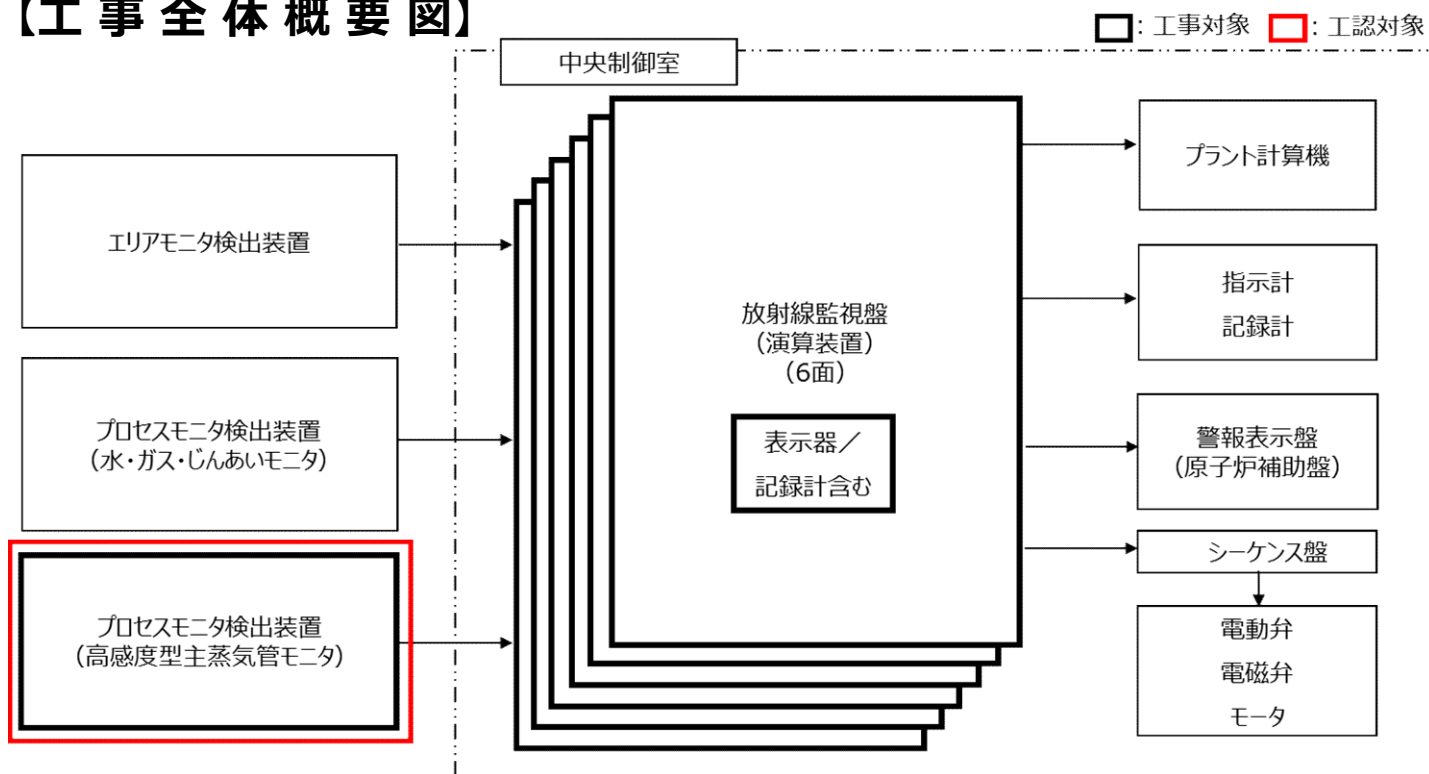 【工 事 全 体 概 要 図】
：工事対象 ：工認対象
中央制御室
エリアモニタ検出装置
プロセスモニタ検出装置
（水・ガス・じんあいモニタ）
プロセスモニタ検出装置
（高感度型主蒸気管モニタ）
放射線監視盤
（演算装置）
（6面）
表示器／
記録計含む
プラント計算機
指示計
記録計
警報表示盤
（原子炉補助盤）
シーケンス盤
電動弁
電磁弁
モータ